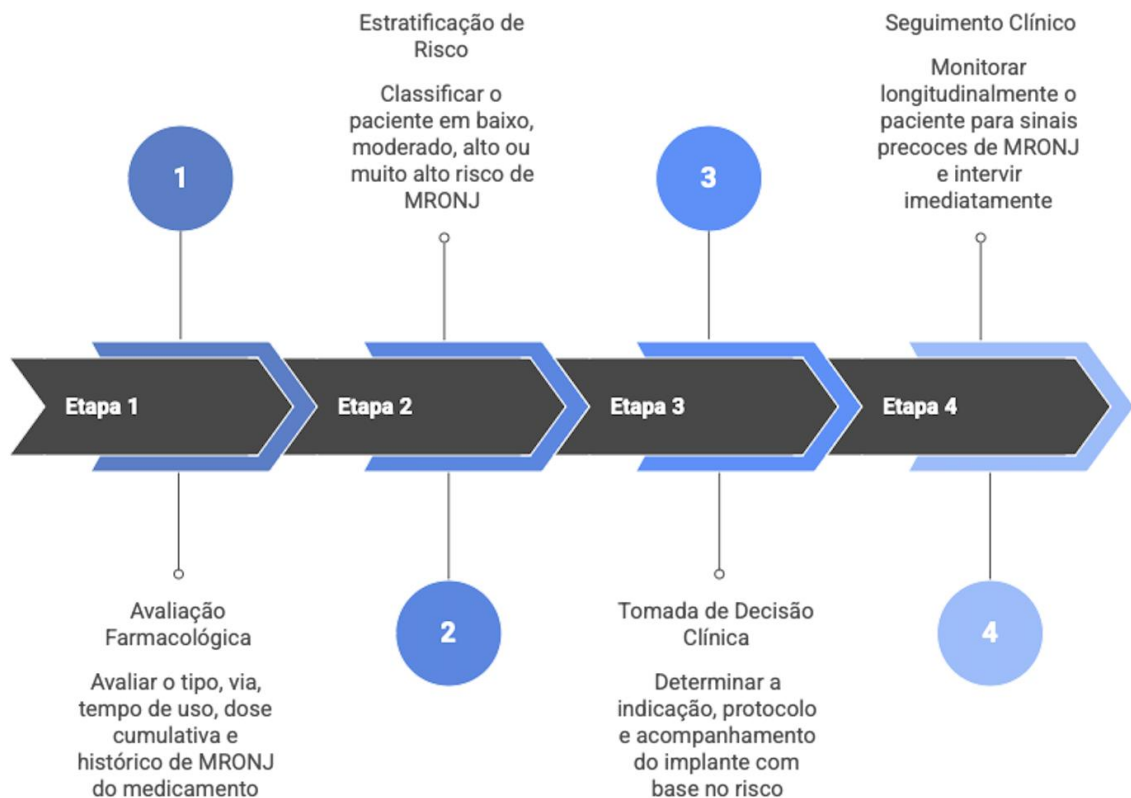 Estratificação de
Risco
Classificar o
paciente em baixo,
moderado, alto ou
muito alto risco de
MRONJ
Seguimento Clínico
Monitorar
longitudinalmente o
paciente para sinais
precoces de MRONJ
e intervir
imediatamente
1
3
Etapa 1
Etapa 2
Etapa 3
Etapa 4
Avaliação
Farmacológica
Avaliar o tipo, via,
tempo de uso, dose
cumulativa e
histórico de MRONJ
do medicamento
2
Tomada de Decisão
Clínica
Determinar a
indicação, protocolo
e acompanhamento
do implante com
base no risco
4